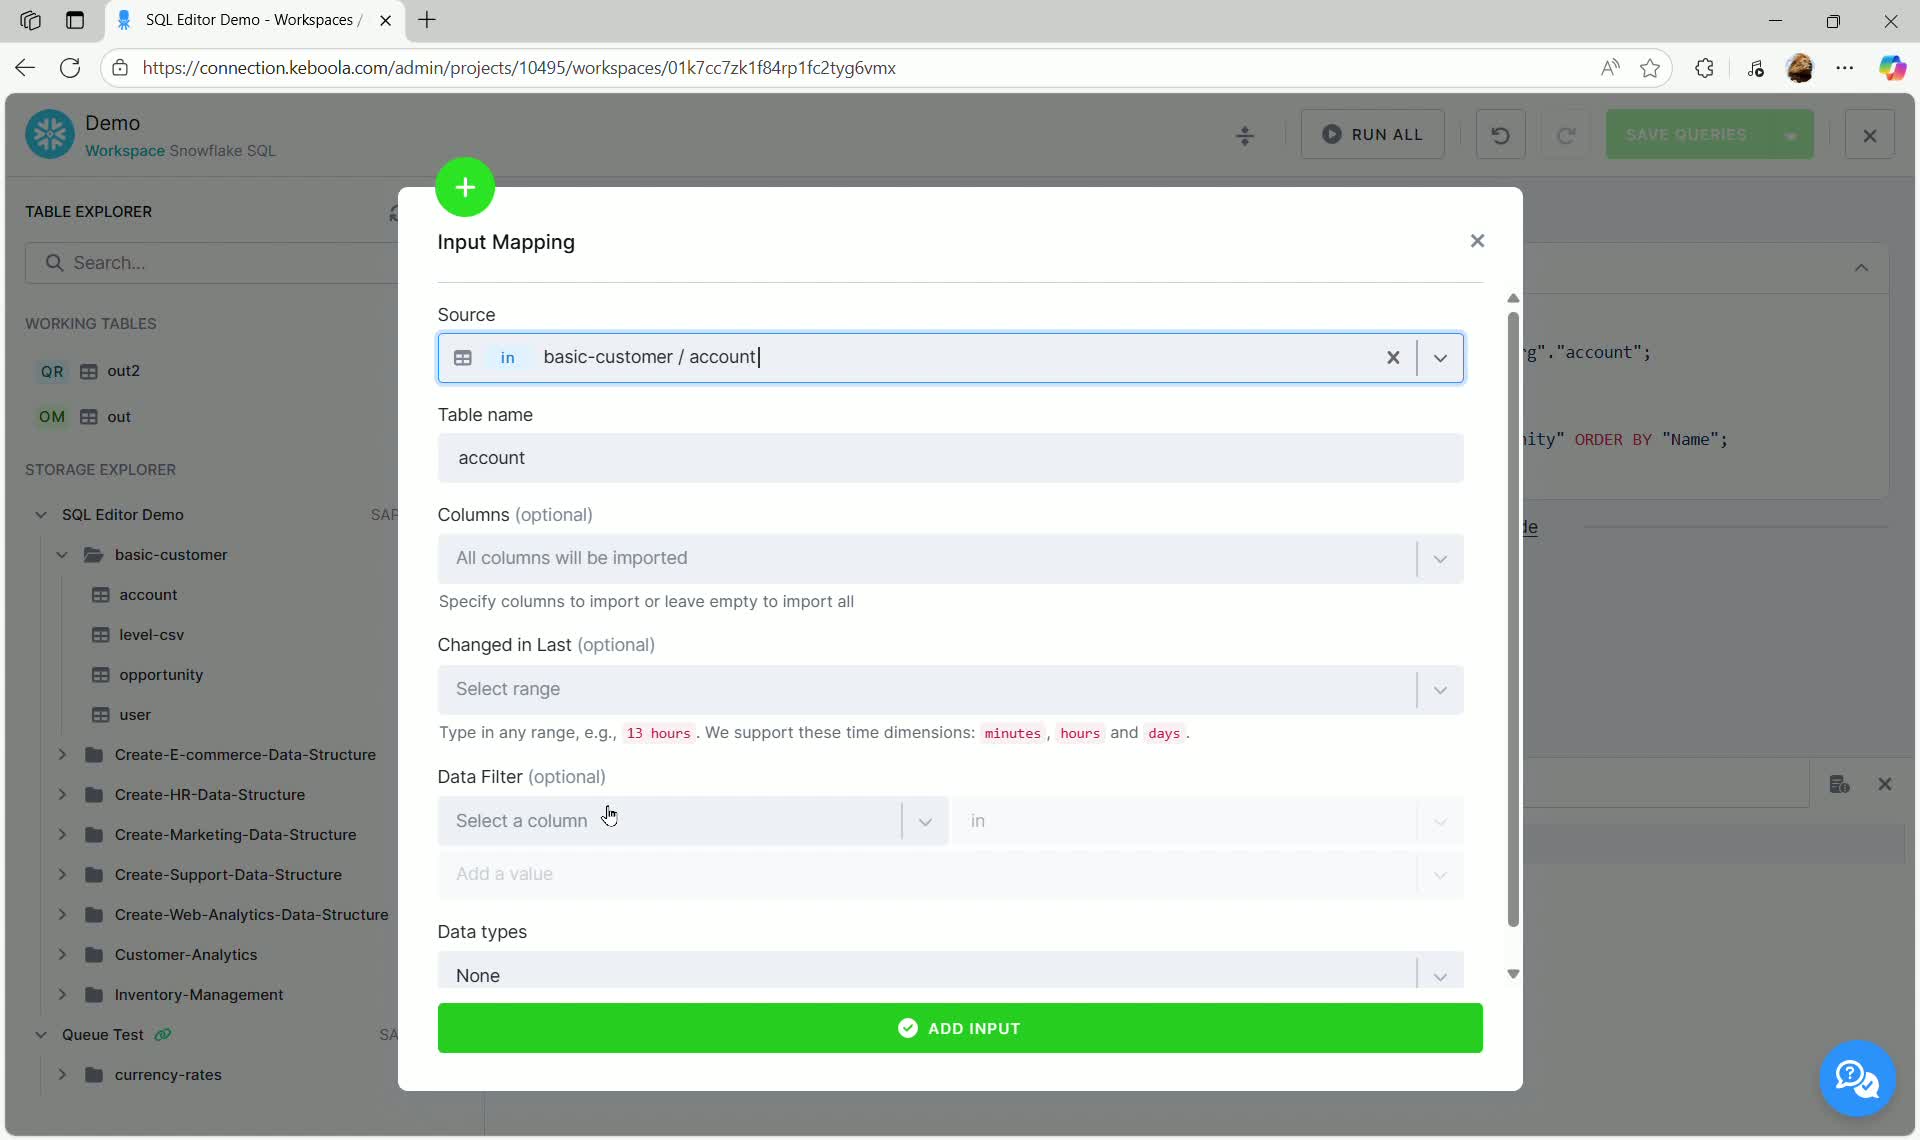 SQL Editor Demo - Workspaces /
https://connection.keboola.com/admin/projects/10495/workspaces/01k7cc7zk1f84rp1fc2tyg6vmx
Demo
Workspace Snowflake SQL
RUN ALL
SAVE QUERIES
TABLE EXPLORER
Search...
WORKING TABLES
QR out2
OM out
STORAGE EXPLORER
SQL Editor Demo
basic-customer
account
level-csv
opportunity
user
Create-E-commerce-Data-Structure
Create-HR-Data-Structure
Create-Marketing-Data-Structure
Create-Support-Data-Structure
Create-Web-Analytics-Data-Structure
Customer-Analytics
Inventory-Management
Queue Test
currency-rates
Input Mapping
Source
in basic-customer / account
Table name
account
Columns (optional)
All columns will be imported
Specify columns to import or leave empty to import all
Changed in Last (optional)
Select range
Type in any range, e.g., 13 hours. We support these time dimensions: minutes, hours and days.
Data Filter (optional)
Select a column
in
Add a value
Data types
None
ADD INPUT
"."account";
ity" ORDER BY "Name";
de